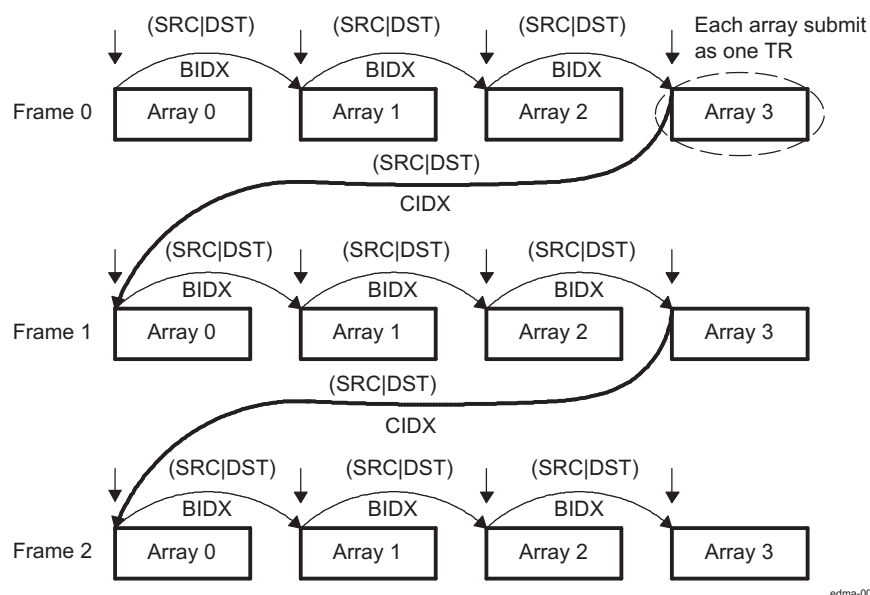 (SRC|DST) (SRC|DST) (SRC|DST) Each array submit
as one TR
BIDX BIDX BIDX
Frame 0 Array 0 Array 1 Array 2 Array 3
(SRC|DST)
CIDX
(SRC|DST) (SRC|DST) (SRC|DST)
BIDX BIDX BIDX
Frame 1 Array 0 Array 1 Array 2 Array 3
(SRC|DST)
CIDX
(SRC|DST) (SRC|DST) (SRC|DST)
BIDX BIDX BIDX
Frame 2 Array 0 Array 1 Array 2 Array 3